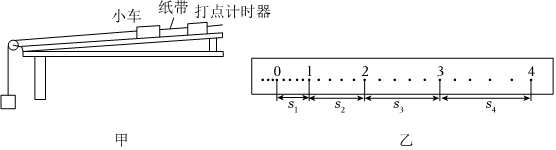 小车 纸带 打点计时器
0 1 2 3 4
s₁ s₂ s₃ s₄
甲 乙